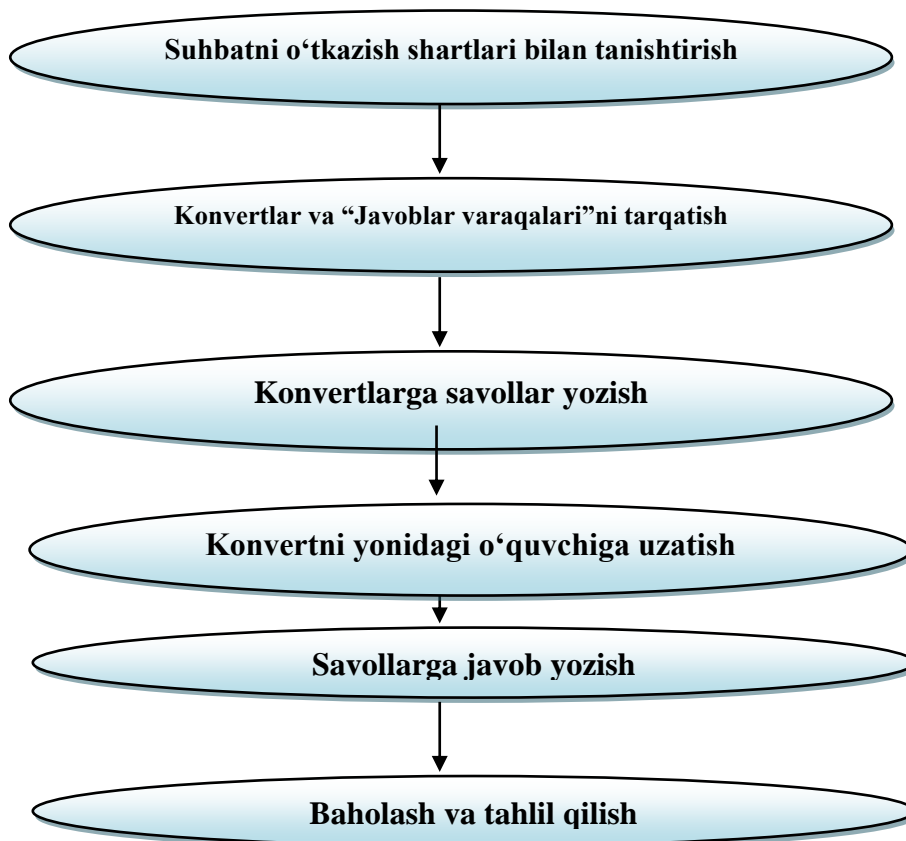 Suhbatni o‘tkazish shartlari bilan tanishtirish
Konvertlar va “Javoblar varaqalari”ni tarqatish
Konvertlarga savollar yozish
Konvertni yonidagi o‘quvchiga uzatish
Savollarga javob yozish
Baholash va tahlil qilish